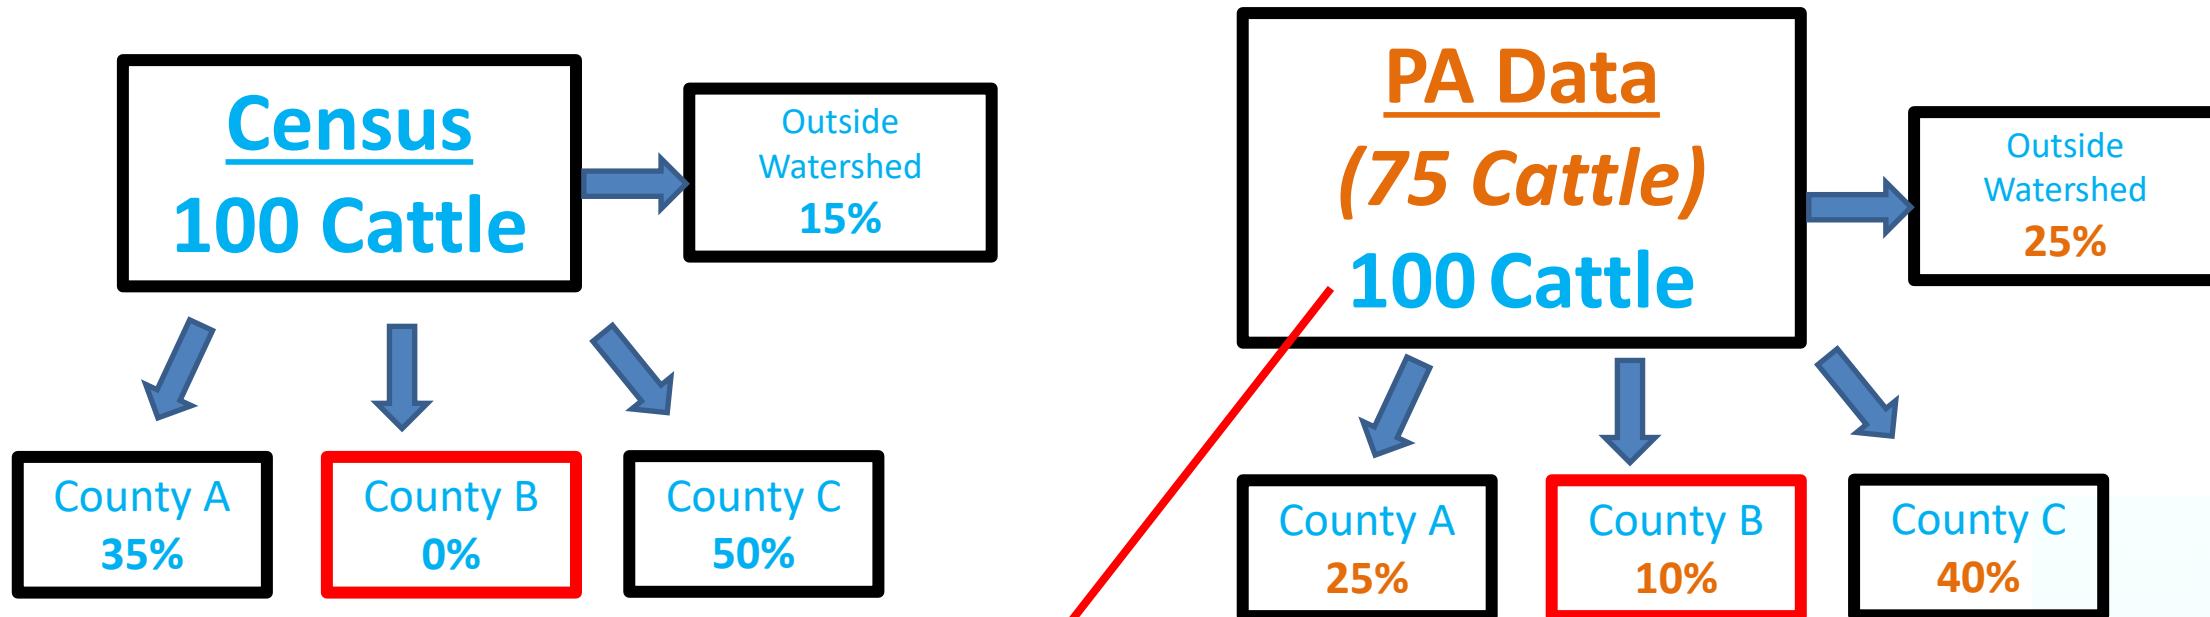 Census
100 Cattle
Outside
Watershed
15%
County A
35%
County B
0%
County C
50%
PA Data
(75 Cattle)
100 Cattle
Outside
Watershed
25%
County A
25%
County B
10%
County C
40%